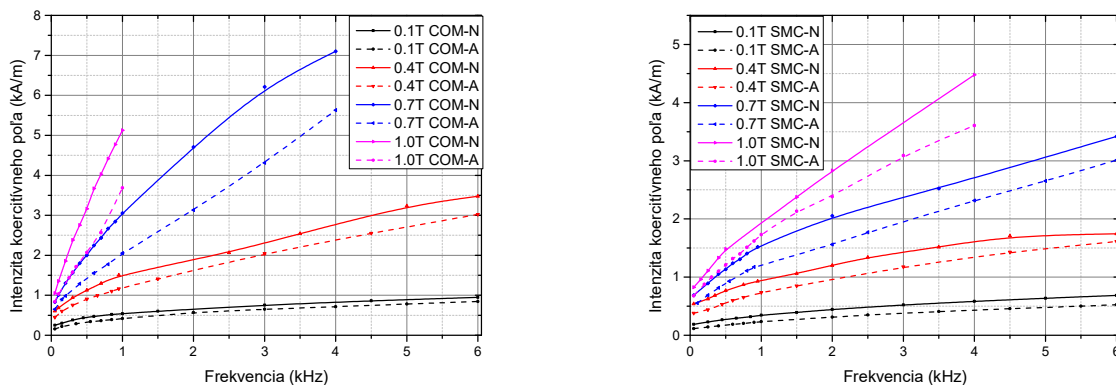 8
7
6
5
4
3
2
1
0
Intenzita koercitívneho poľa (kA/m)
0 1 2 3 4 5 6
Frekvencia (kHz)
0.1T COM-N
0.1T COM-A
0.4T COM-N
0.4T COM-A
0.7T COM-N
0.7T COM-A
1.0T COM-N
1.0T COM-A
5
4
3
2
1
0
Intenzita koercitívneho poľa (kA/m)
0 1 2 3 4 5 6
Frekvencia (kHz)
0.1T SMC-N
0.1T SMC-A
0.4T SMC-N
0.4T SMC-A
0.7T SMC-N
0.7T SMC-A
1.0T SMC-N
1.0T SMC-A